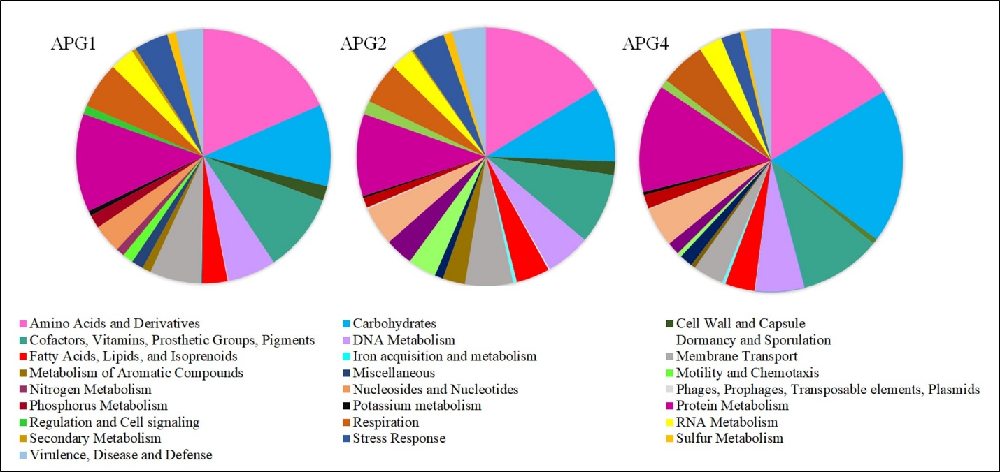 APG1
APG2
APG4
Amino Acids and Derivatives
Carbohydrates
Cell Wall and Capsule
Cofactors, Vitamins, Prosthetic Groups, Pigments
DNA Metabolism
Dormancy and Sporulation
Fatty Acids, Lipids, and Isoprenoids
Iron acquisition and metabolism
Membrane Transport
Metabolism of Aromatic Compounds
Miscellaneous
Motility and Chemotaxis
Nitrogen Metabolism
Nucleosides and Nucleotides
Phages, Prophages, Transposable elements, Plasmids
Phosphorus Metabolism
Potassium metabolism
Protein Metabolism
Regulation and Cell signaling
Respiration
RNA Metabolism
Secondary Metabolism
Stress Response
Sulfur Metabolism
Virulence, Disease and Defense